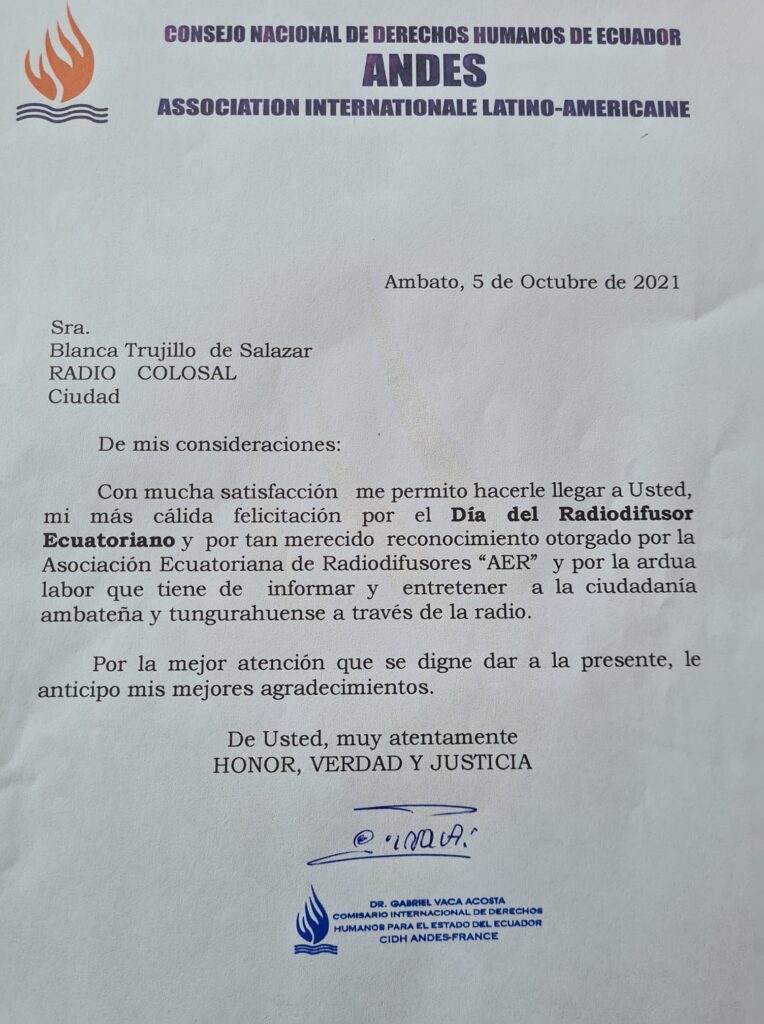 CONSEJO NACIONAL DE DERECHOS HUMANOS DE ECUADOR
ANDES
ASSOCIATION INTERNATIONALE LATINO-AMERICAINE
Ambato, 5 de Octubre de 2021
Sra.
Blanca Trujillo de Salazar
RADIO COLOSAL
Ciudad
De mis consideraciones:
Con mucha satisfacción me permito hacerle llegar a Usted,
mi más cálida felicitación por el Día del Radiodifusor
Ecuatoriano y por tan merecido reconocimiento otorgado por la
Asociación Ecuatoriana de Radiodifusores “AER” y por la ardua
labor que tiene de informar y entretener a la ciudadanía
ambateña y tungurahuense a través de la radio.
Por la mejor atención que se digne dar a la presente, le
anticipo mis mejores agradecimientos.
De Usted, muy atentamente
HONOR, VERDAD Y JUSTICIA
DR. GABRIEL VACA ACOSTA
COMISARIO INTERNACIONAL DE DERECHOS
HUMANOS PARA EL ESTADO DEL ECUADOR
CIDH ANDES-FRANCE